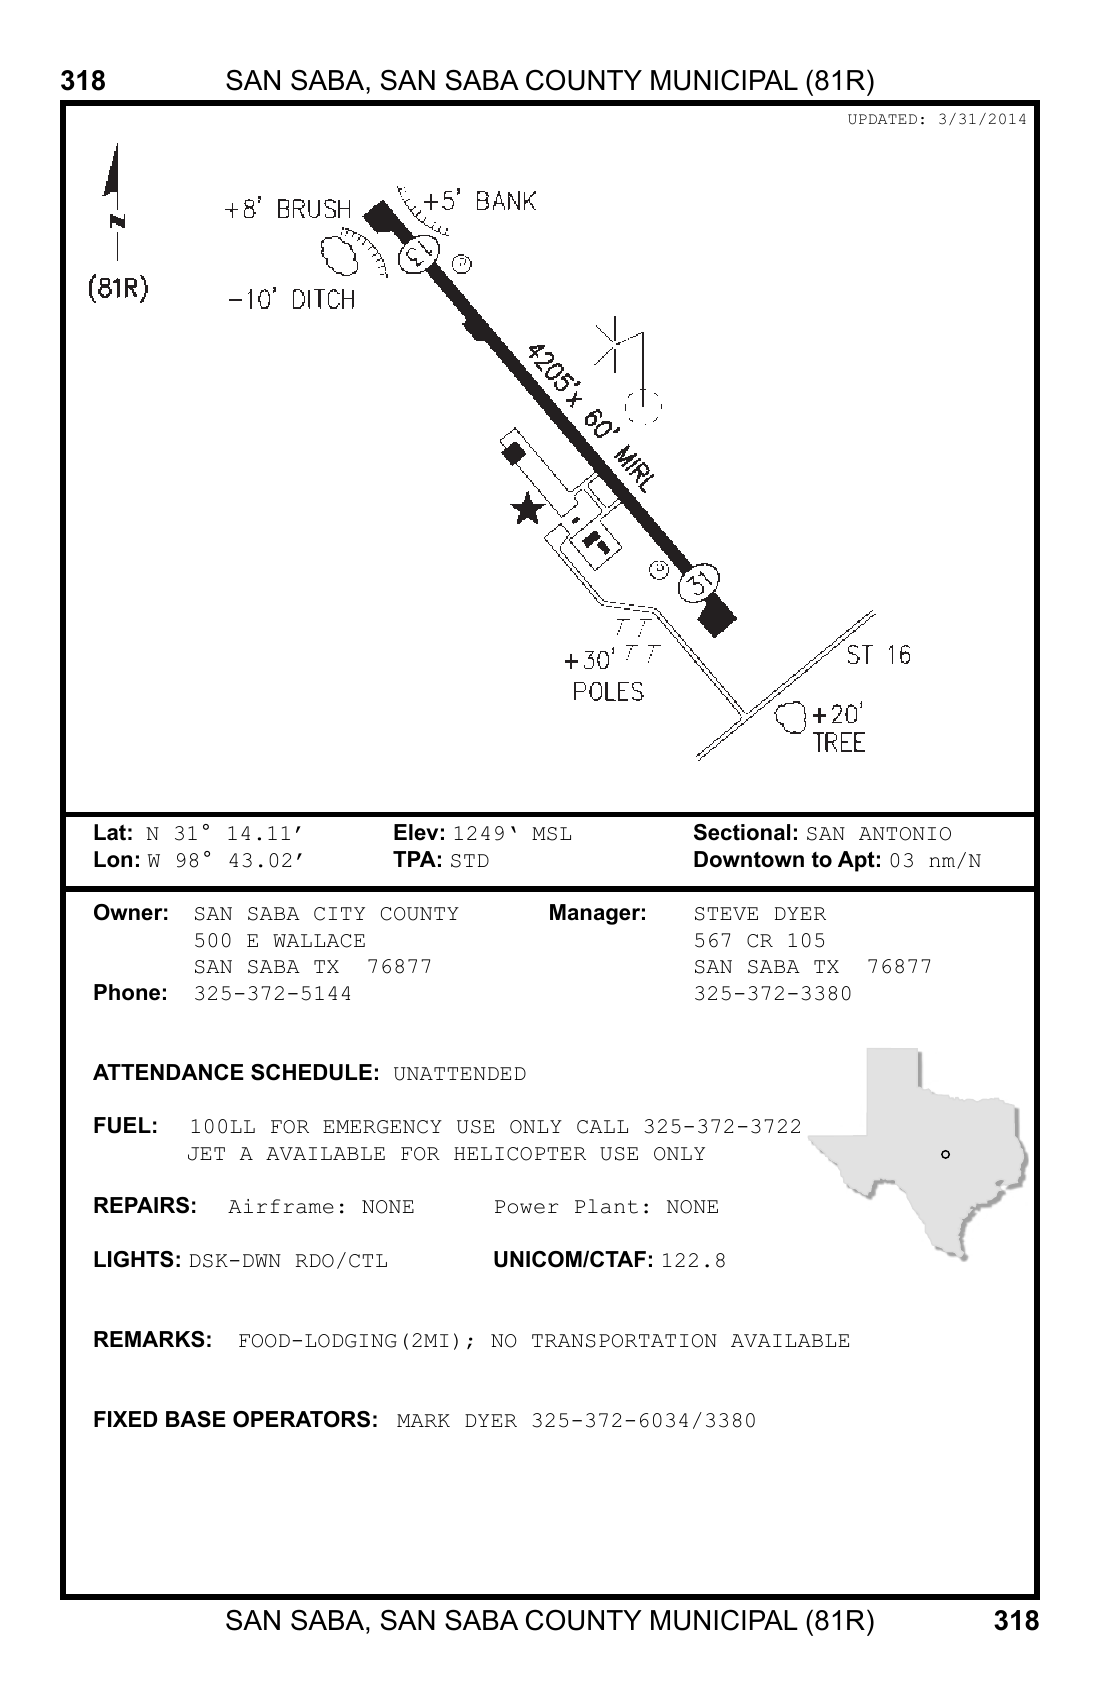 318 SAN SABA, SAN SABA COUNTY MUNICIPAL (81R)
UPDATED: 3/31/2014
N
(81R)
+8' BRUSH
+5' BANK
13
-10' DITCH
4205'x 60' MIRL
31
+30'
POLES
ST 16
+20'
TREE
Lat: N 31° 14.11′ Elev: 1249‛ MSL Sectional: SAN ANTONIO
Lon: W 98° 43.02′ TPA: STD Downtown to Apt: 03 nm/N
Owner: SAN SABA CITY COUNTY Manager: STEVE DYER
500 E WALLACE 567 CR 105
SAN SABA TX 76877 SAN SABA TX 76877
Phone: 325-372-5144 325-372-3380
ATTENDANCE SCHEDULE: UNATTENDED
FUEL: 100LL FOR EMERGENCY USE ONLY CALL 325-372-3722
JET A AVAILABLE FOR HELICOPTER USE ONLY
REPAIRS: Airframe: NONE Power Plant: NONE
LIGHTS: DSK-DWN RDO/CTL UNICOM/CTAF: 122.8
REMARKS: FOOD-LODGING(2MI); NO TRANSPORTATION AVAILABLE
FIXED BASE OPERATORS: MARK DYER 325-372-6034/3380
SAN SABA, SAN SABA COUNTY MUNICIPAL (81R) 318